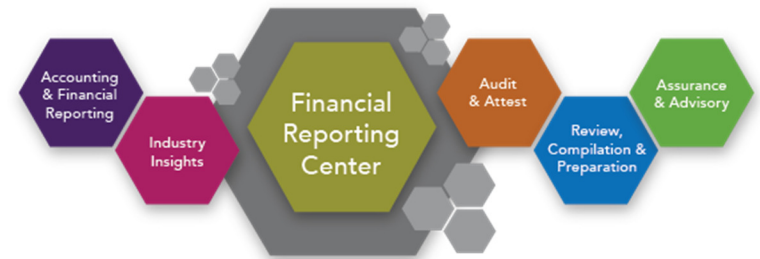 Accounting
& Financial
Reporting
Industry
Insights
Financial
Reporting
Center
Audit
& Attest
Review,
Compilation &
Preparation
Assurance
& Advisory